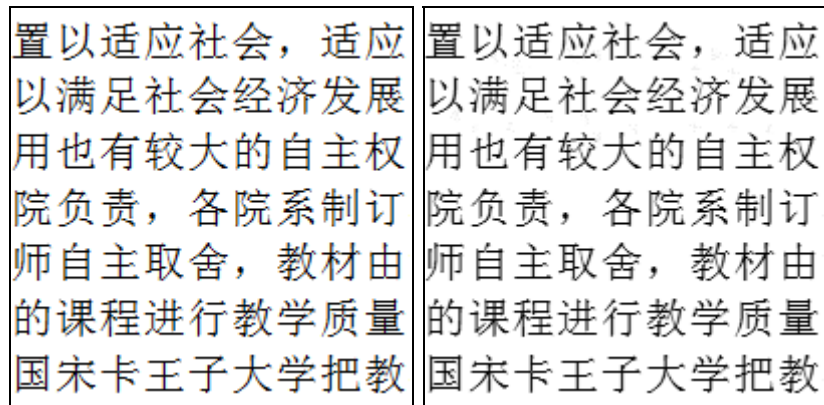 置以适应社会，适应
以满足社会经济发展
用也有较大的自主权
院负责，各院系制订
师自主取舍，教材由
的课程进行教学质量
国宋卡王子大学把教
置以适应社会，适应
以满足社会经济发展
用也有较大的自主权
院负责，各院系制订
师自主取舍，教材由
的课程进行教学质量
国宋卡王子大学把教